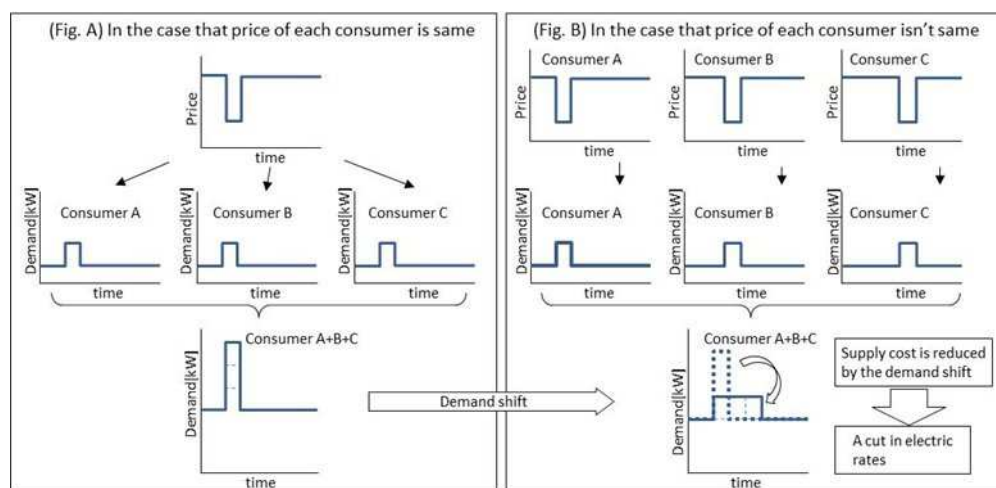 (Fig. A) In the case that price of each consumer is same
Price
time
Consumer A
Consumer B
Consumer C
Demand[kW]
Demand[kW]
Demand[kW]
time
time
time
Consumer A+B+C
Demand[kW]
time
Demand shift
(Fig. B) In the case that price of each consumer isn't same
Consumer A
Consumer B
Consumer C
Price
Price
Price
time
time
time
Consumer A
Consumer B
Consumer C
Demand[kW]
Demand[kW]
Demand[kW]
time
time
time
Consumer A+B+C
Demand[kW]
time
Supply cost is reduced
by the demand shift
A cut in electric
rates